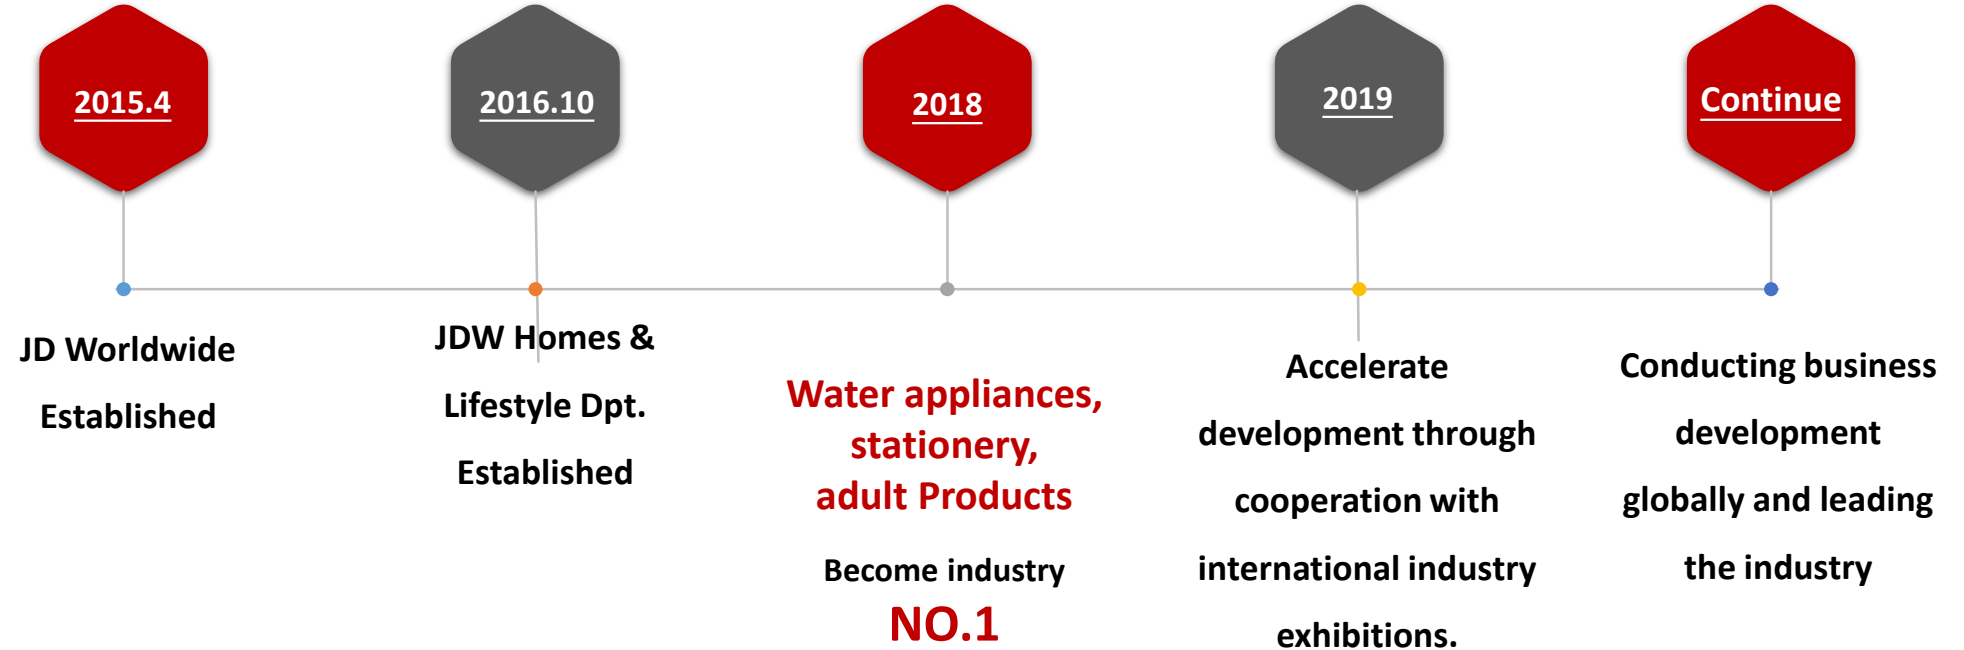 2015.4
2016.10
2018
2019
Continue
JD Worldwide
Established
JDW Homes &
Lifestyle Dpt.
Established
Water appliances,
stationery,
adult Products
Become industry
NO.1
Accelerate
development through
cooperation with
international industry
exhibitions.
Conducting business
development
globally and leading
the industry